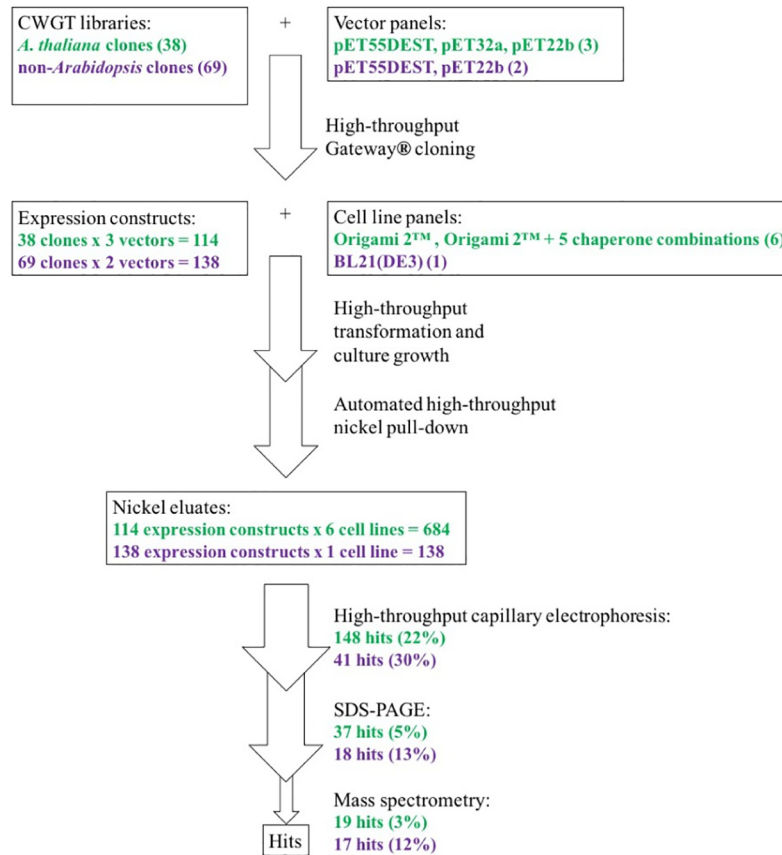 CWGT libraries:
A. thaliana clones (38)
non-Arabidopsis clones (69)
+
Vector panels:
pET55DEST, pET32a, pET22b (3)
pET55DEST, pET22b (2)
High-throughput
Gateway® cloning
Expression constructs:
38 clones x 3 vectors = 114
69 clones x 2 vectors = 138
+
Cell line panels:
Origami 2™ , Origami 2™ + 5 chaperone combinations (6)
BL21(DE3) (1)
High-throughput
transformation and
culture growth
Automated high-throughput
nickel pull-down
Nickel eluates:
114 expression constructs x 6 cell lines = 684
138 expression constructs x 1 cell line = 138
High-throughput capillary electrophoresis:
148 hits (22%)
41 hits (30%)
SDS-PAGE:
37 hits (5%)
18 hits (13%)
Mass spectrometry:
19 hits (3%)
17 hits (12%)
Hits